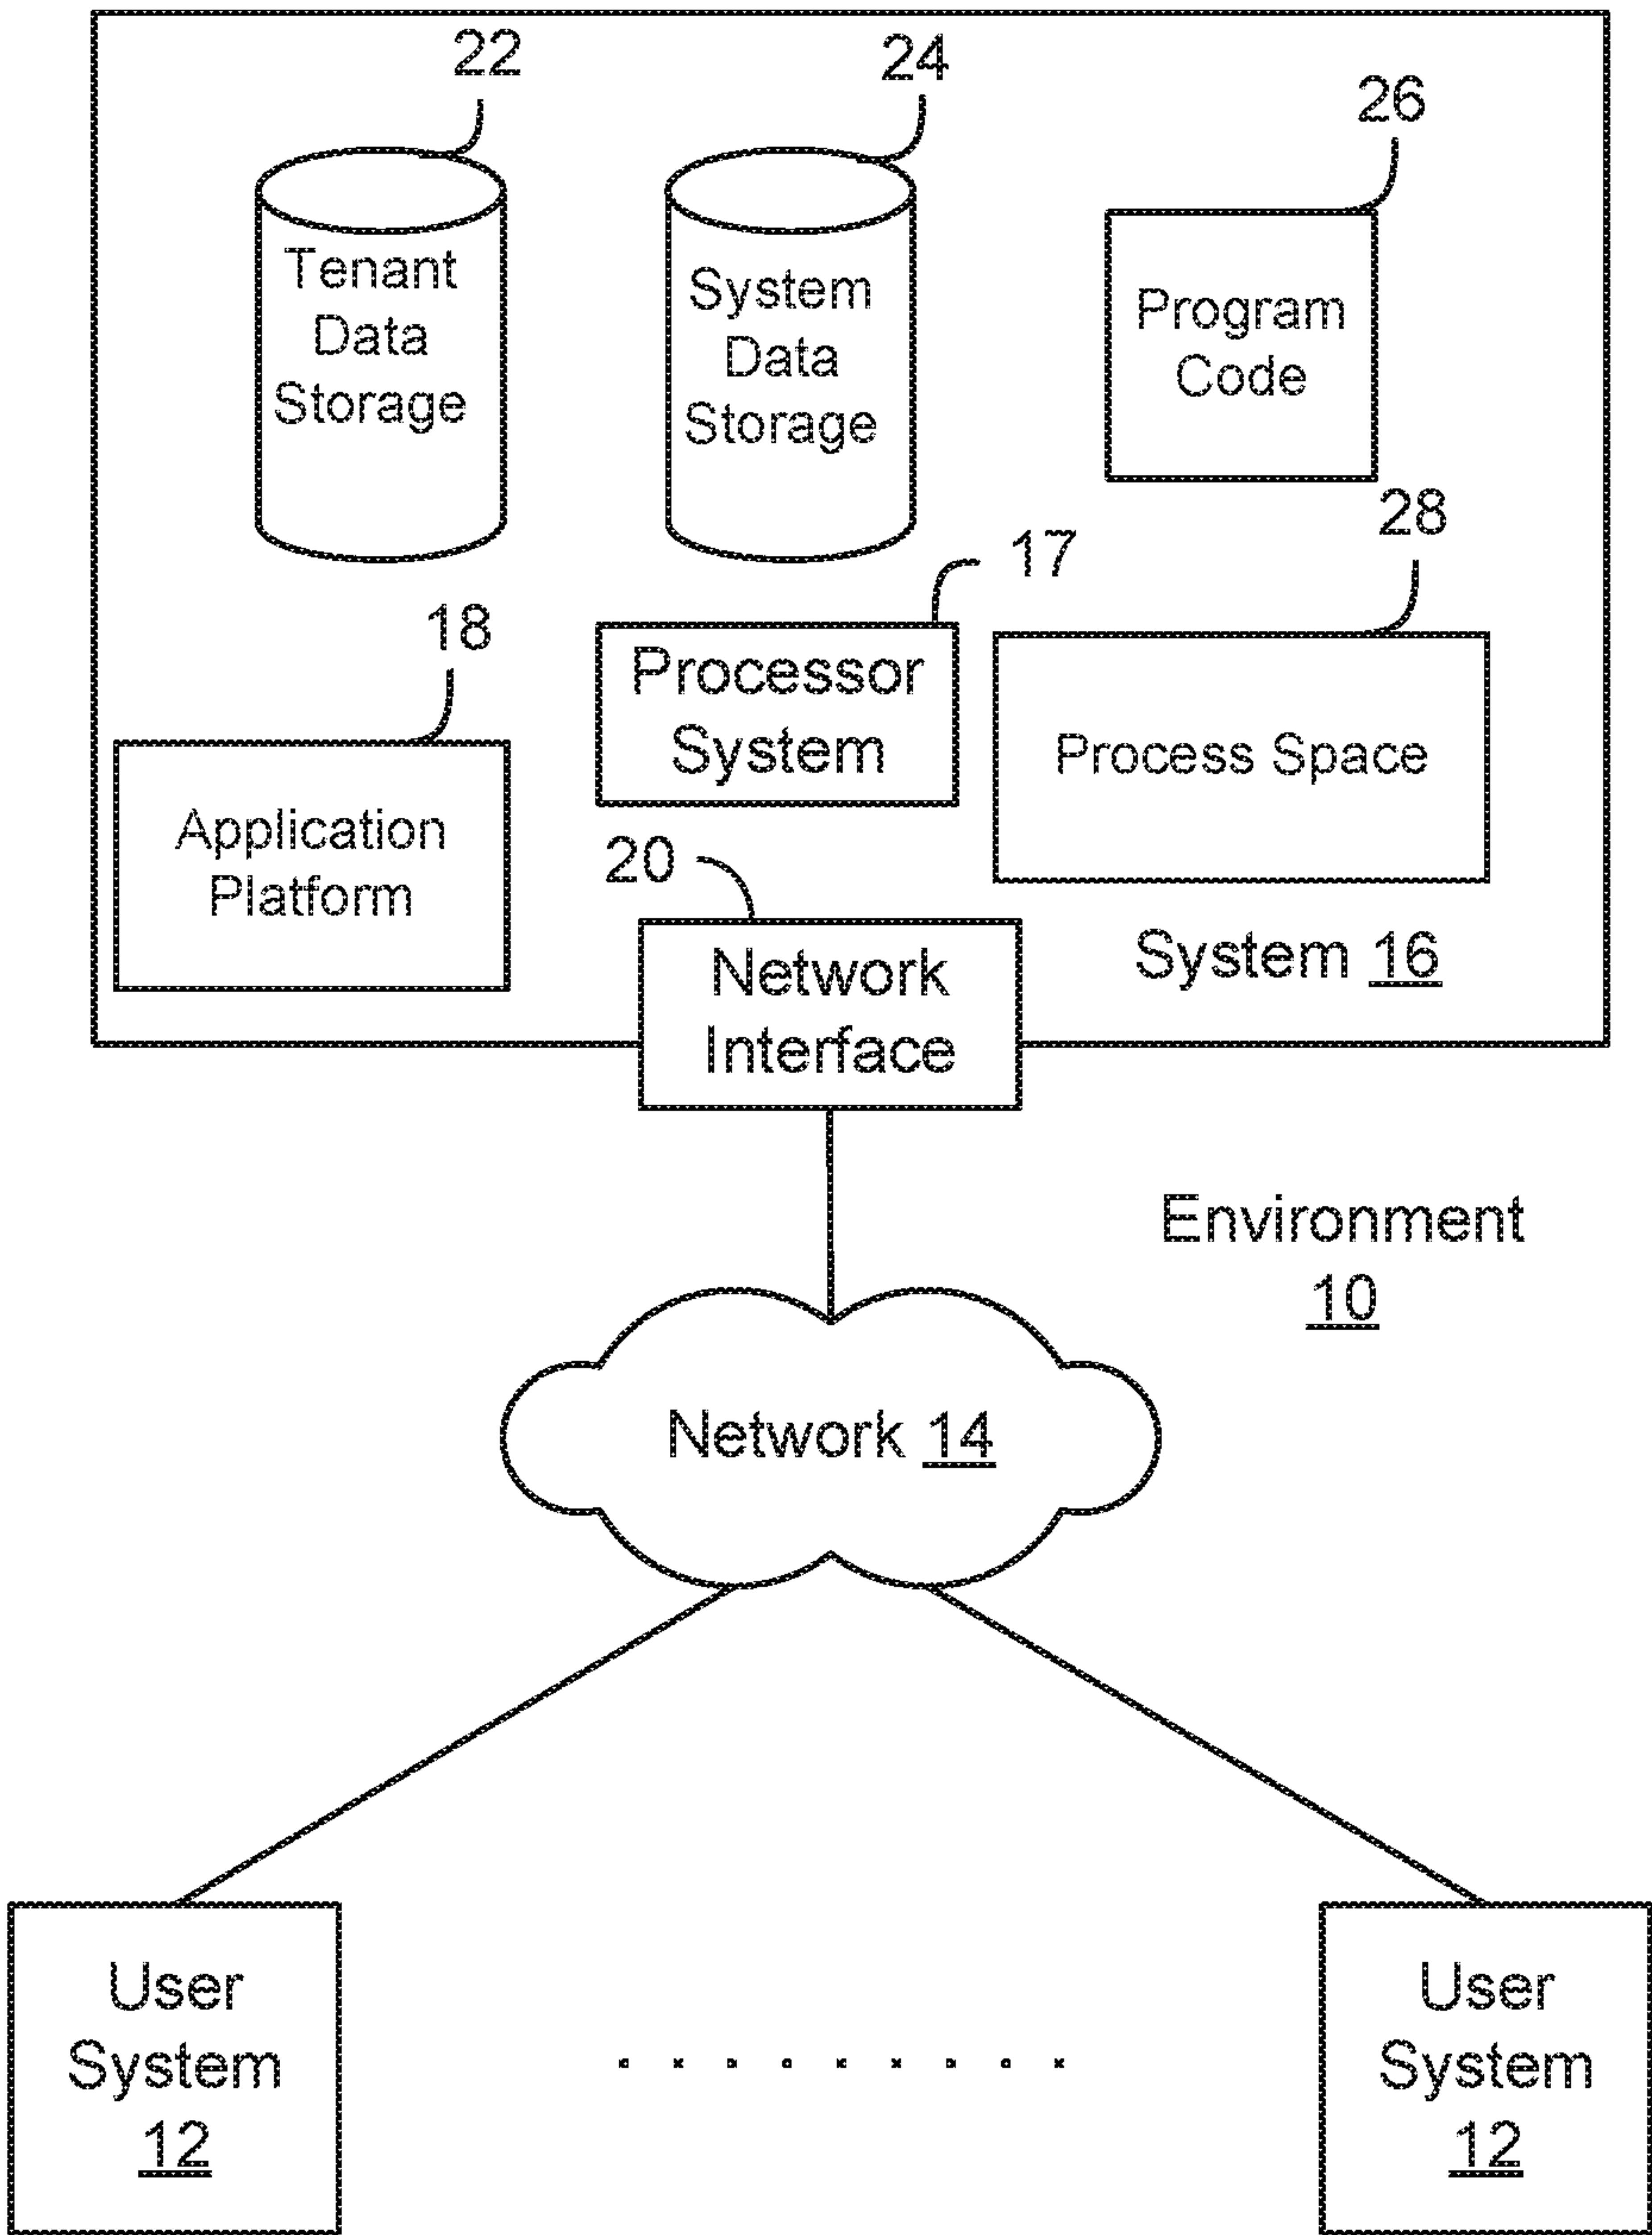 22
24
26
Tenant
Data
Storage
System
Data
Storage
Program
Code
28
17
18
Processor
System
Process Space
Application
Platform
20
Network
Interface
System 16
Environment
10
Network 14
User
System
12
. . . . . . . . .
User
System
12